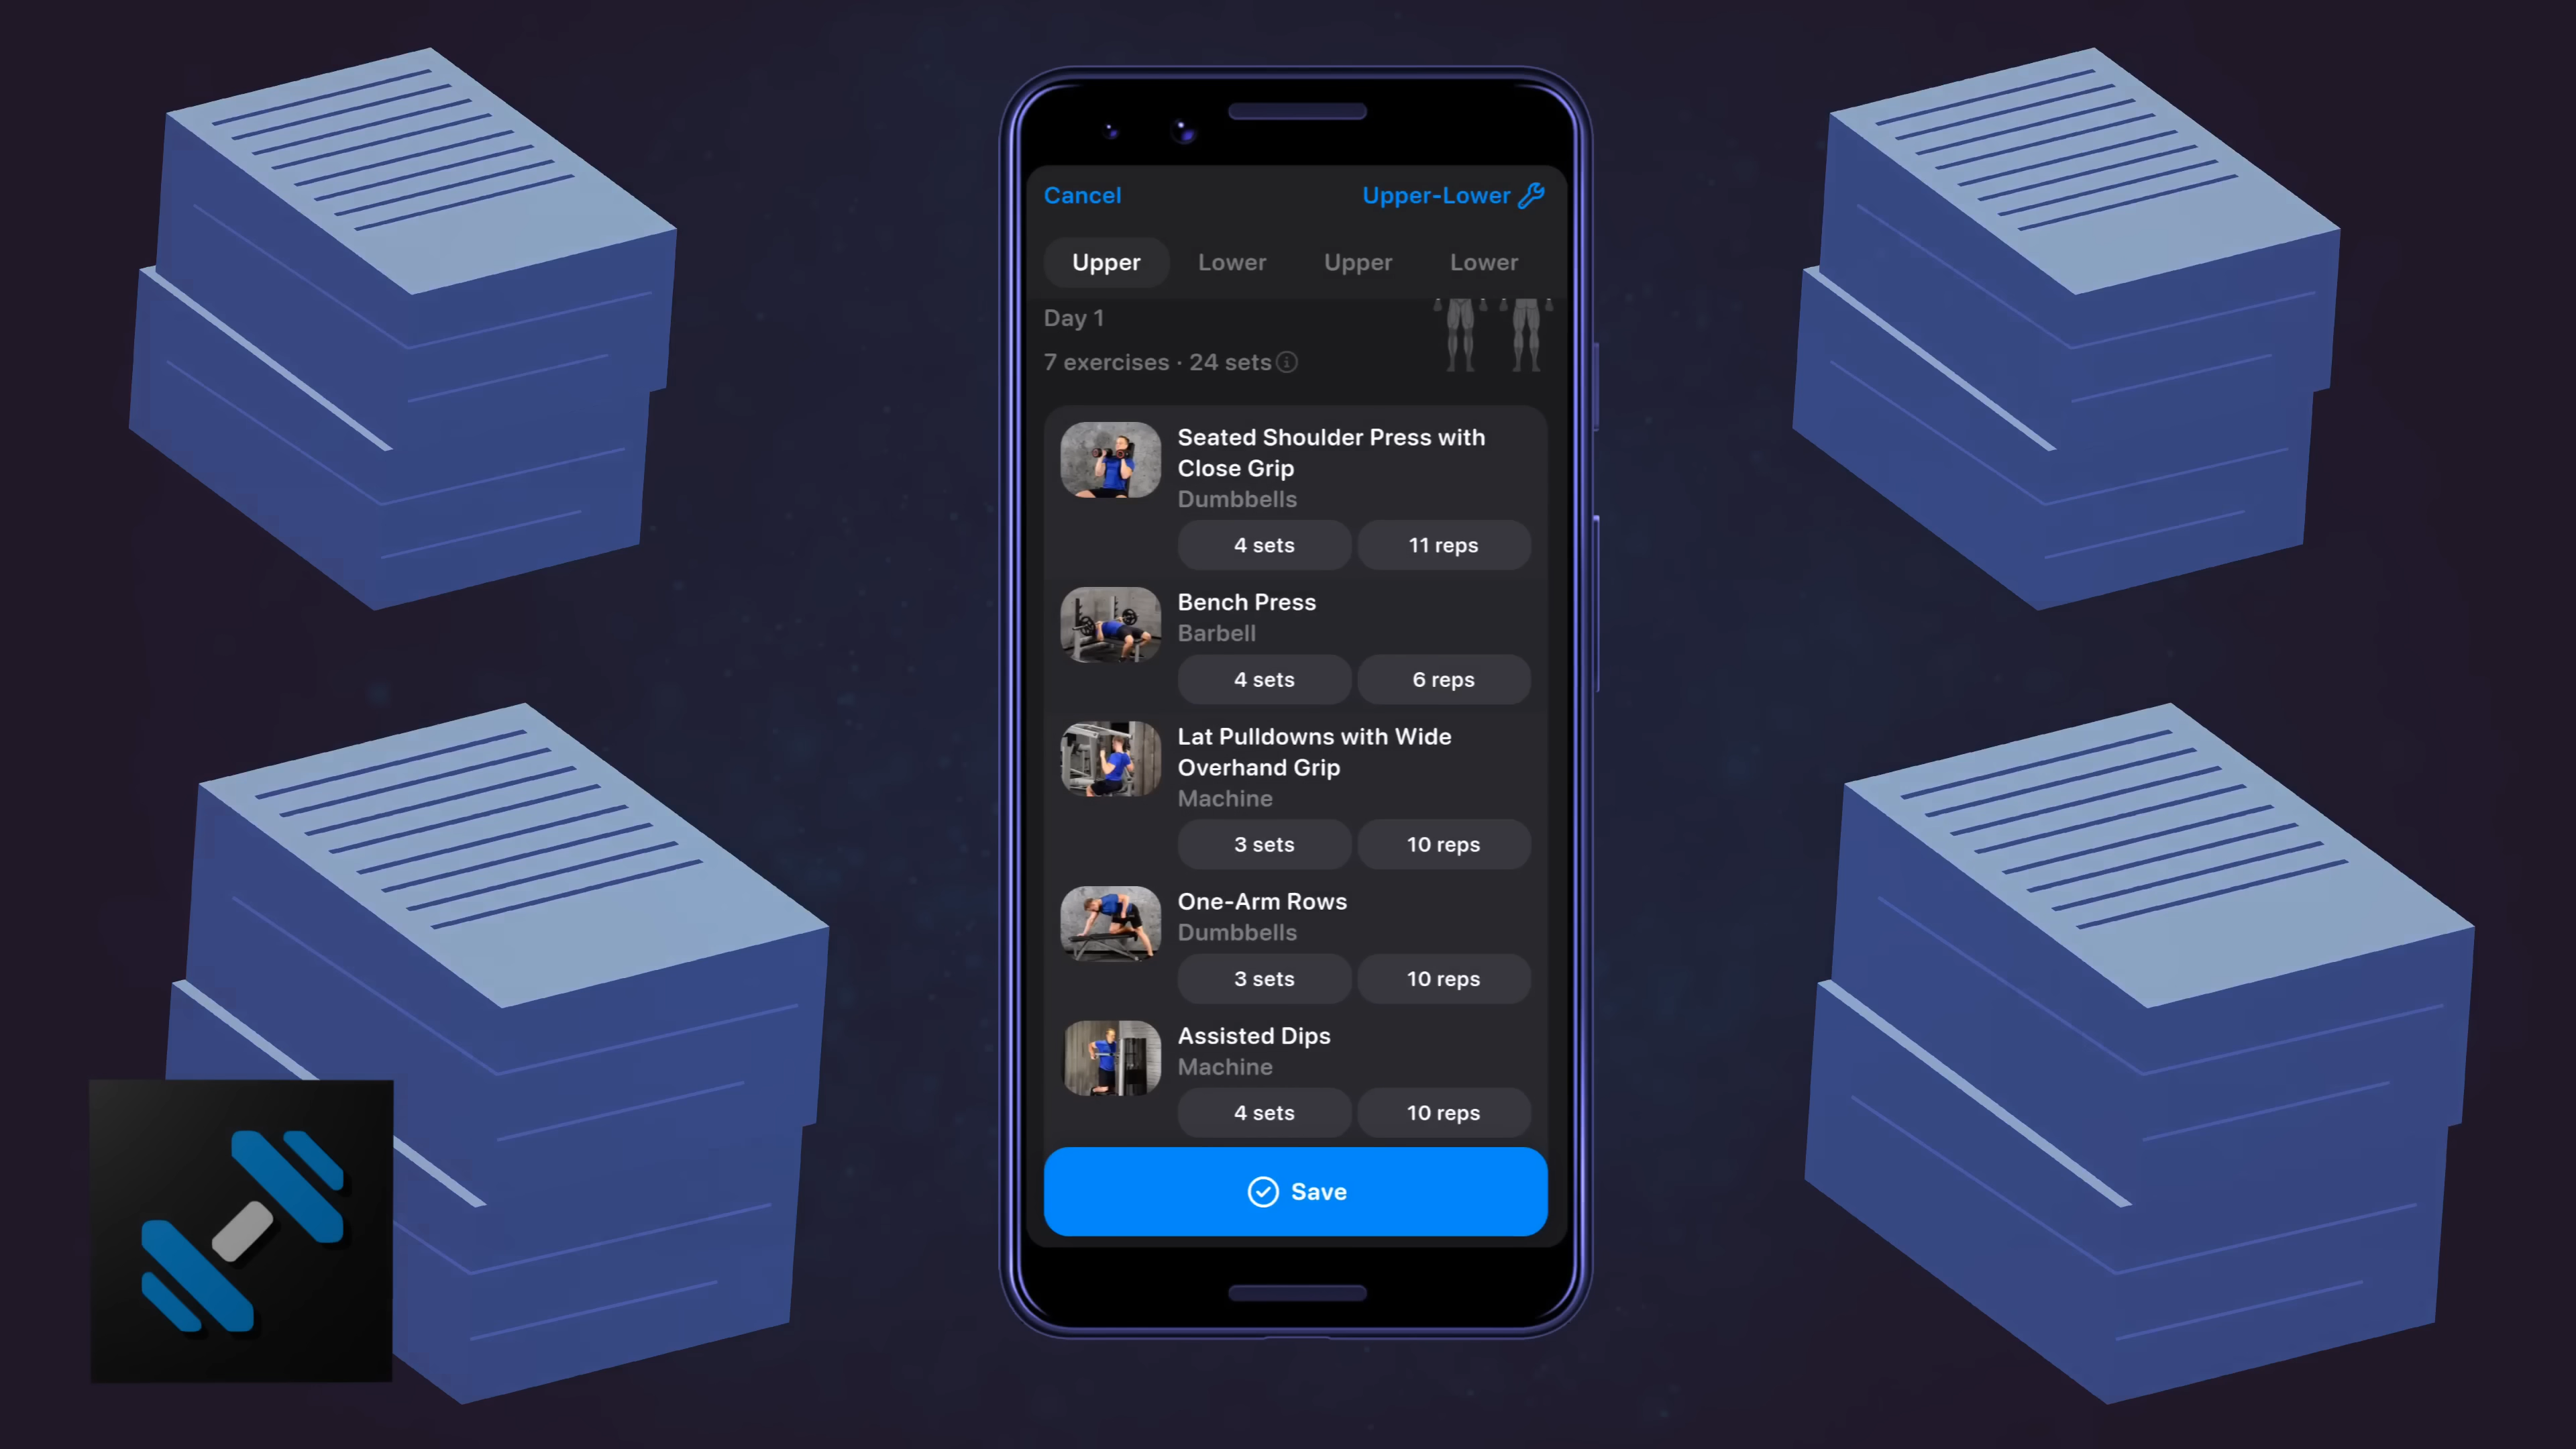 Cancel
Upper-Lower
Upper
Lower
Upper
Lower
Day 1
7 exercises · 24 sets
Seated Shoulder Press with
Close Grip
Dumbbells
4 sets
11 reps
Bench Press
Barbell
4 sets
6 reps
Lat Pulldowns with Wide
Overhand Grip
Machine
3 sets
10 reps
One-Arm Rows
Dumbbells
3 sets
10 reps
Assisted Dips
Machine
4 sets
10 reps
Save